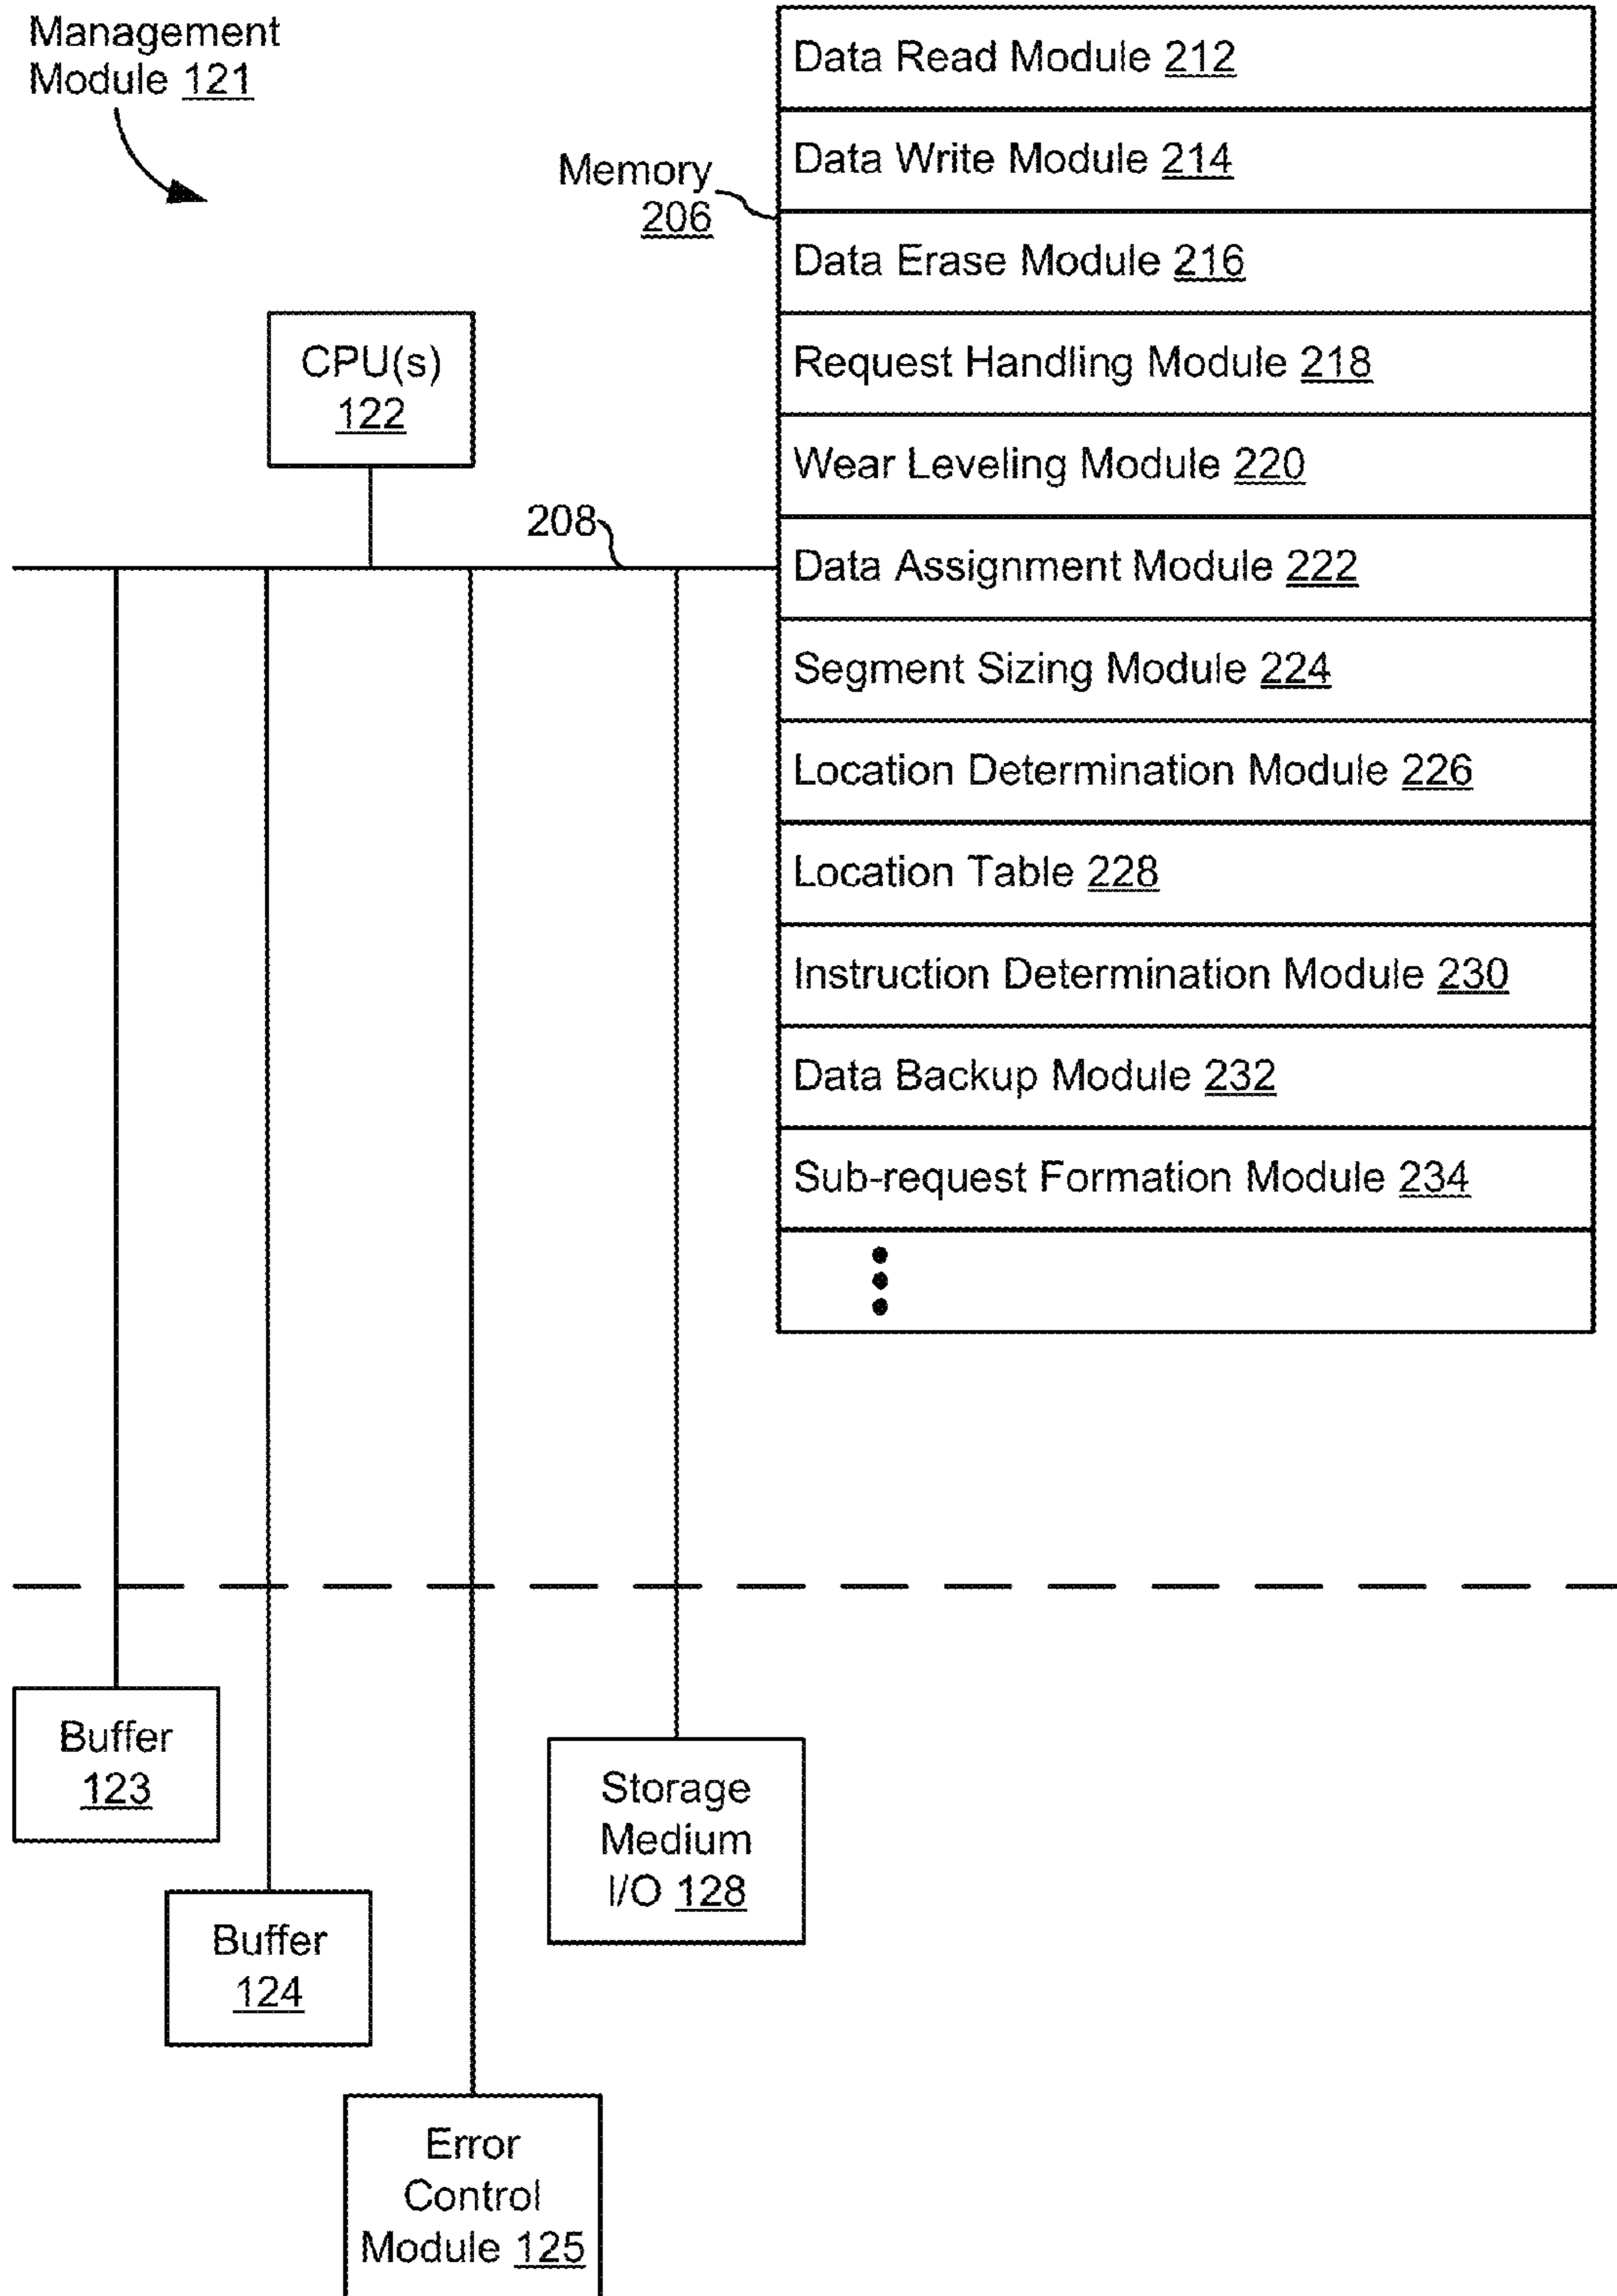 Management
Module 121
Memory
206
CPU(s)
122
208
Data Read Module 212
Data Write Module 214
Data Erase Module 216
Request Handling Module 218
Wear Leveling Module 220
Data Assignment Module 222
Segment Sizing Module 224
Location Determination Module 226
Location Table 228
Instruction Determination Module 230
Data Backup Module 232
Sub-request Formation Module 234
Buffer
123
Buffer
124
Storage
Medium
I/O 128
Error
Control
Module 125